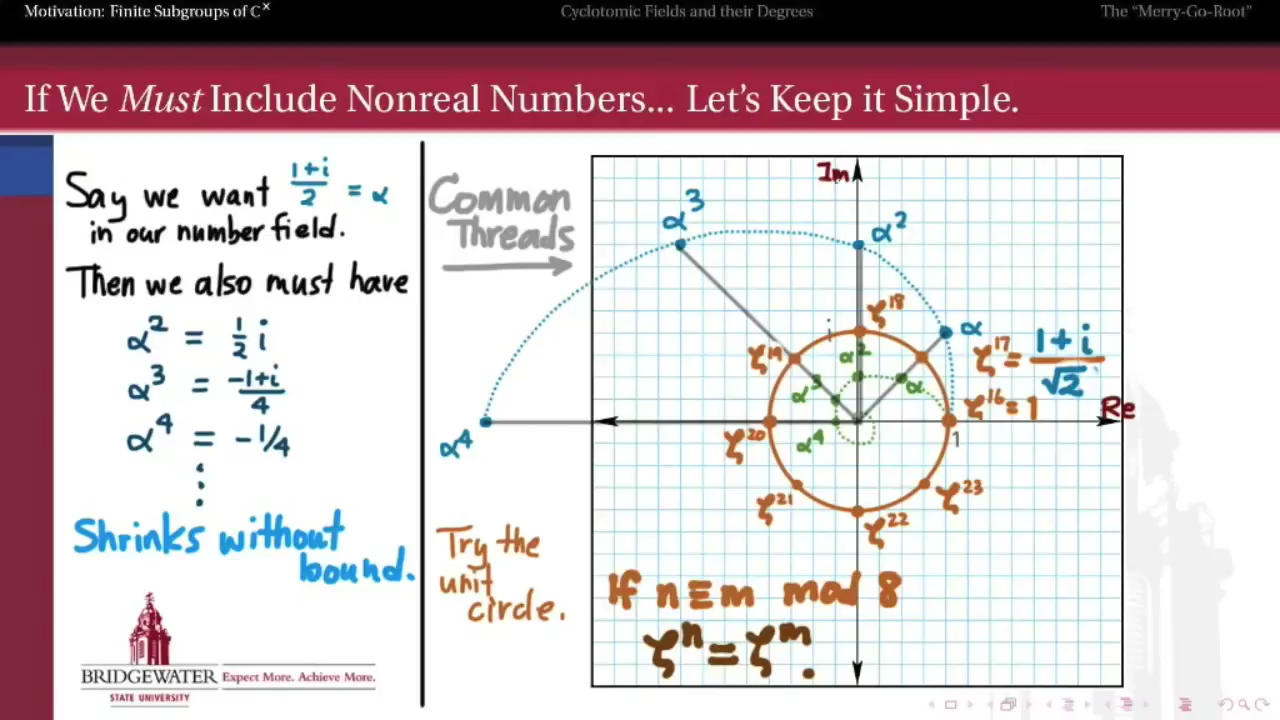 Motivation: Finite Subgroups of ℂ×
Cyclotomic Fields and their Degrees
The "Merry-Go-Root"
If We Must Include Nonreal Numbers... Let's Keep it Simple.
Say we want (1+i)/2 = α
in our number field.
Then we also must have
α² = ½ i
α³ = (-1+i)/4
α⁴ = -1/4
⋮
Shrinks without
bound.
BRIDGEWATER
STATE UNIVERSITY
Expect More. Achieve More.
Common
Threads
Try the
unit
circle.
Im
α³
α²
ζ¹⁸
i
α
ζ¹⁷ = (1+i)/√2
ζ¹⁹
α²
α³
α
ζ¹⁶ = 1
Re
1
α⁴
ζ²⁰
α⁴
ζ²¹
ζ²³
ζ²²
If n ≡ m mod 8
ζⁿ = ζᵐ.